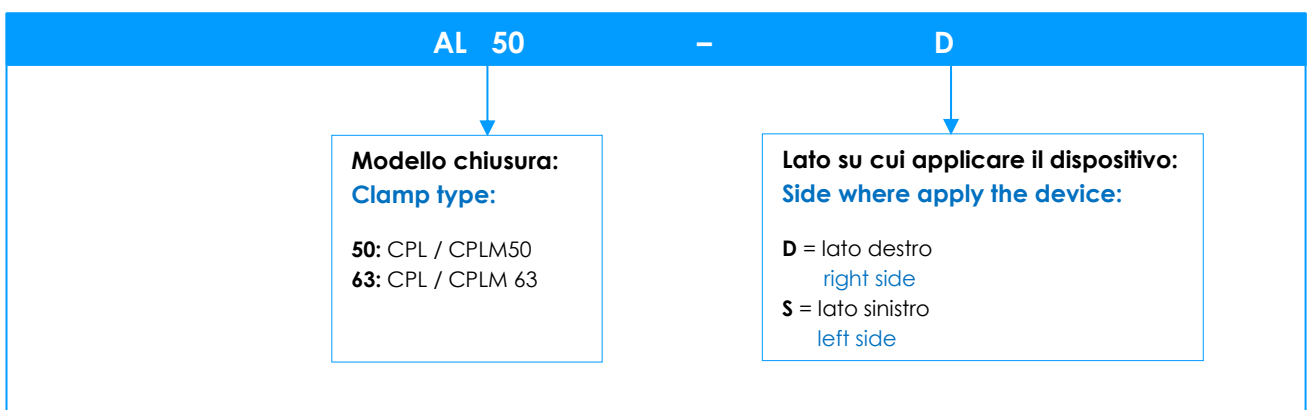 AL 50 – D
Modello chiusura:
Clamp type:
50: CPL / CPLM50
63: CPL / CPLM 63
Lato su cui applicare il dispositivo:
Side where apply the device:
D = lato destro
right side
S = lato sinistro
left side